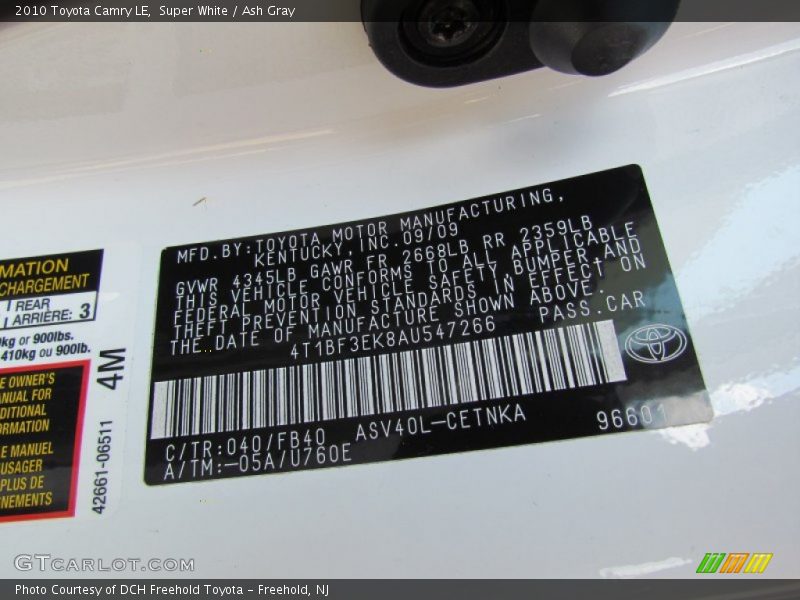 2010 Toyota Camry LE, Super White / Ash Gray
MFD.BY:TOYOTA MOTOR MANUFACTURING,
KENTUCKY, INC. 09/09
GVWR 4345LB GAWR FR 2668LB RR 2359LB
THIS VEHICLE CONFORMS TO ALL APPLICABLE
FEDERAL MOTOR VEHICLE SAFETY,BUMPER,AND
THEFT PREVENTION STANDARDS IN EFFECT ON
THE DATE OF MANUFACTURE SHOWN ABOVE.
4T1BF3EK8AU547266 PASS.CAR
C/TR:040/FB40 ASV40L-CETNKA 96601
A/TM:-05A/U760E
MATION
CHARGEMENT
REAR
ARRIÈRE: 3
kg or 900lbs.
410kg ou 900lb.
E OWNER'S
ANUAL FOR
DITIONAL
ORMATION
E MANUEL
USAGER
PLUS DE
NEMENTS
4M
42661-06511
GTCARLOT.COM
Photo Courtesy of DCH Freehold Toyota - Freehold, NJ